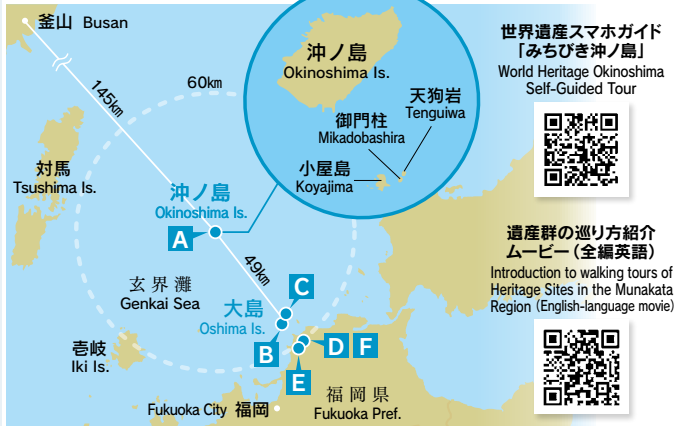 釜山 Busan
145km
60km
対馬
Tsushima Is.
沖ノ島
Okinoshima Is.
天狗岩
Tenguiwa
御門柱
Mikadobashira
小屋島
Koyajima
沖ノ島
Okinoshima Is.
A
49km
玄界灘
Genkai Sea
大島
Oshima Is.
C
B
D F
E
壱岐
Iki Is.
Fukuoka City 福岡
福岡県
Fukuoka Pref.
世界遺産スマホガイド
「みちびき沖ノ島」
World Heritage Okinoshima
Self-Guided Tour
遺産群の巡り方紹介
ムービー（全編英語）
Introduction to walking tours of
Heritage Sites in the Munakata
Region (English-language movie)